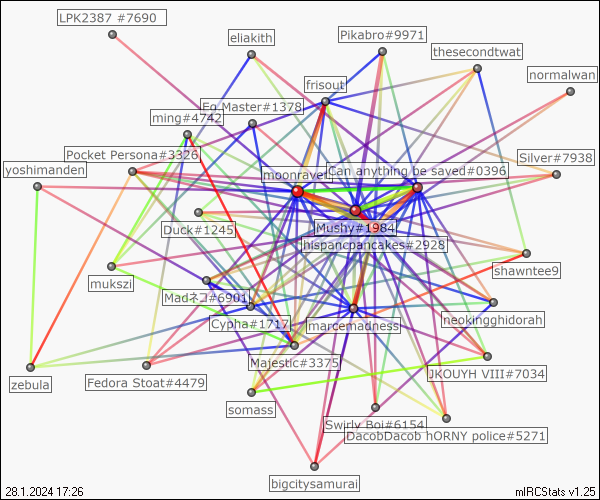 LPK2387 #7690
eliakith
Pikabro#9971
thesecondtwat
normalwan
frisout
Eq Master#1378
ming#4742
Pocket Persona#3326
moonravel
Can anything be saved#0396
Silver#7938
yoshimanden
Duck#1245
Mushy#1984
hispancpancakes#2928
shawntee9
mukszi
Madネコ#6901
Cypha#1717
marcemadness
neokingghidorah
Majestic#3375
JKOUYH VIII#7034
zebula
Fedora Stoat#4479
somass
Swirly Boi#6154
DacobDacob hORNY police#5271
bigcitysamurai
28.1.2024 17:26
mIRCStats v1.25